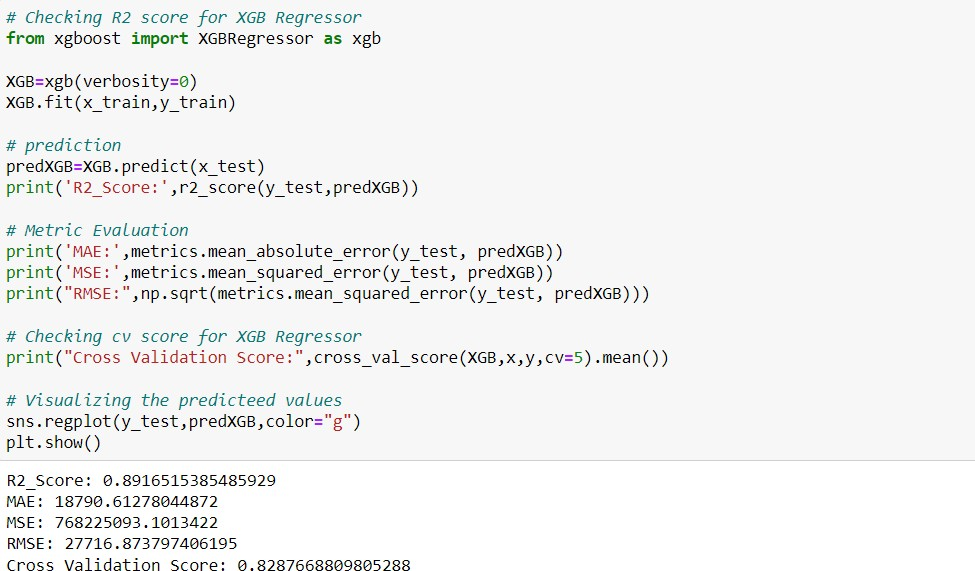 # Checking R2 score for XGB Regressor
from xgboost import XGBRegressor as xgb
XGB=xgb(verbosity=0)
XGB.fit(x_train,y_train)
# prediction
predXGB=XGB.predict(x_test)
print('R2_Score:',r2_score(y_test,predXGB))
# Metric Evaluation
print('MAE:',metrics.mean_absolute_error(y_test, predXGB))
print('MSE:',metrics.mean_squared_error(y_test, predXGB))
print("RMSE:",np.sqrt(metrics.mean_squared_error(y_test, predXGB)))
# Checking cv score for XGB Regressor
print("Cross Validation Score:",cross_val_score(XGB,x,y,cv=5).mean())
# Visualizing the predicteed values
sns.regplot(y_test,predXGB,color="g")
plt.show()
R2_Score: 0.8916515385485929
MAE: 18790.61278044872
MSE: 768225093.1013422
RMSE: 27716.873797406195
Cross Validation Score: 0.8287668809805288